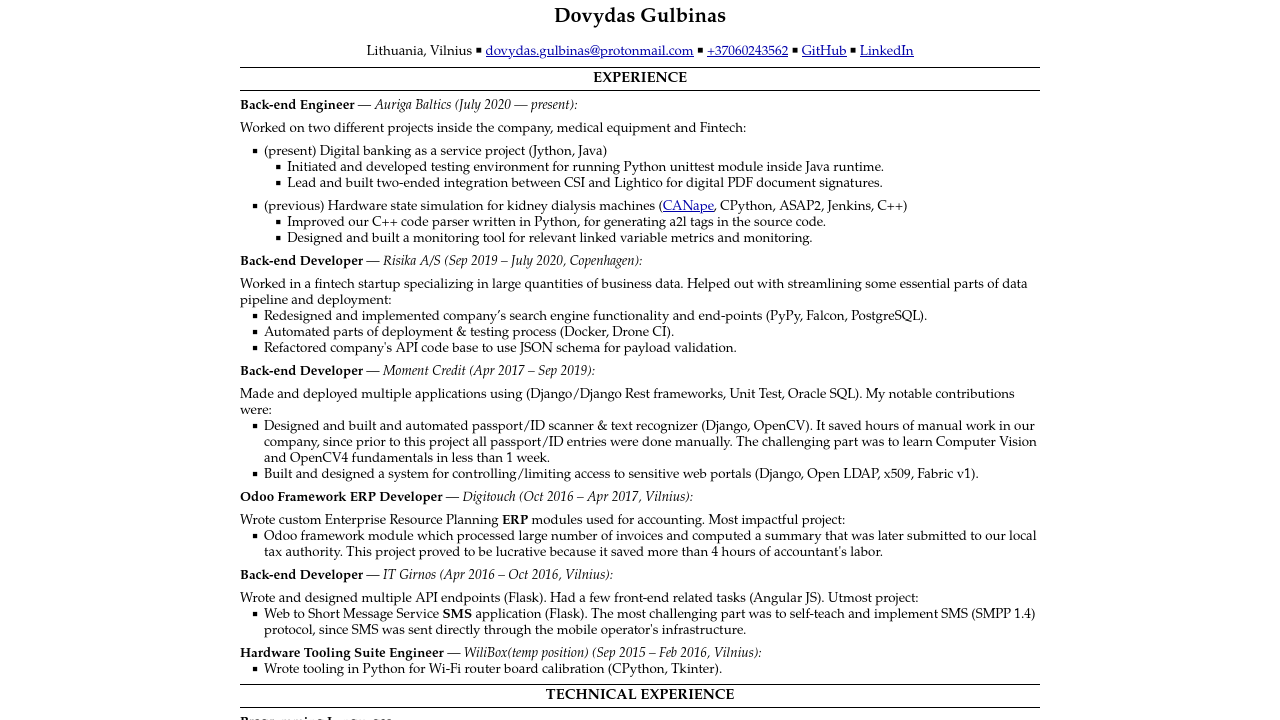 Dovydas Gulbinas
Lithuania, Vilnius ▪ dovydas.gulbinas@protonmail.com ▪ +37060243562 ▪ GitHub ▪ LinkedIn
EXPERIENCE
Back-end Engineer — Auriga Baltics (July 2020 — present):
Worked on two different projects inside the company, medical equipment and Fintech:
▪ (present) Digital banking as a service project (Jython, Java)
▪ Initiated and developed testing environment for running Python unittest module inside Java runtime.
▪ Lead and built two-ended integration between CSI and Lightico for digital PDF document signatures.
▪ (previous) Hardware state simulation for kidney dialysis machines (CANape, CPython, ASAP2, Jenkins, C++)
▪ Improved our C++ code parser written in Python, for generating a2l tags in the source code.
▪ Designed and built a monitoring tool for relevant linked variable metrics and monitoring.
Back-end Developer — Risika A/S (Sep 2019 – July 2020, Copenhagen):
Worked in a fintech startup specializing in large quantities of business data. Helped out with streamlining some essential parts of data
pipeline and deployment:
▪ Redesigned and implemented company’s search engine functionality and end-points (PyPy, Falcon, PostgreSQL).
▪ Automated parts of deployment & testing process (Docker, Drone CI).
▪ Refactored company's API code base to use JSON schema for payload validation.
Back-end Developer — Moment Credit (Apr 2017 – Sep 2019):
Made and deployed multiple applications using (Django/Django Rest frameworks, Unit Test, Oracle SQL). My notable contributions
were:
▪ Designed and built and automated passport/ID scanner & text recognizer (Django, OpenCV). It saved hours of manual work in our
company, since prior to this project all passport/ID entries were done manually. The challenging part was to learn Computer Vision
and OpenCV4 fundamentals in less than 1 week.
▪ Built and designed a system for controlling/limiting access to sensitive web portals (Django, Open LDAP, x509, Fabric v1).
Odoo Framework ERP Developer — Digitouch (Oct 2016 – Apr 2017, Vilnius):
Wrote custom Enterprise Resource Planning ERP modules used for accounting. Most impactful project:
▪ Odoo framework module which processed large number of invoices and computed a summary that was later submitted to our local
tax authority. This project proved to be lucrative because it saved more than 4 hours of accountant's labor.
Back-end Developer — IT Girnos (Apr 2016 – Oct 2016, Vilnius):
Wrote and designed multiple API endpoints (Flask). Had a few front-end related tasks (Angular JS). Utmost project:
▪ Web to Short Message Service SMS application (Flask). The most challenging part was to self-teach and implement SMS (SMPP 1.4)
protocol, since SMS was sent directly through the mobile operator's infrastructure.
Hardware Tooling Suite Engineer — WiliBox(temp position) (Sep 2015 – Feb 2016, Vilnius):
▪ Wrote tooling in Python for Wi-Fi router board calibration (CPython, Tkinter).
TECHNICAL EXPERIENCE